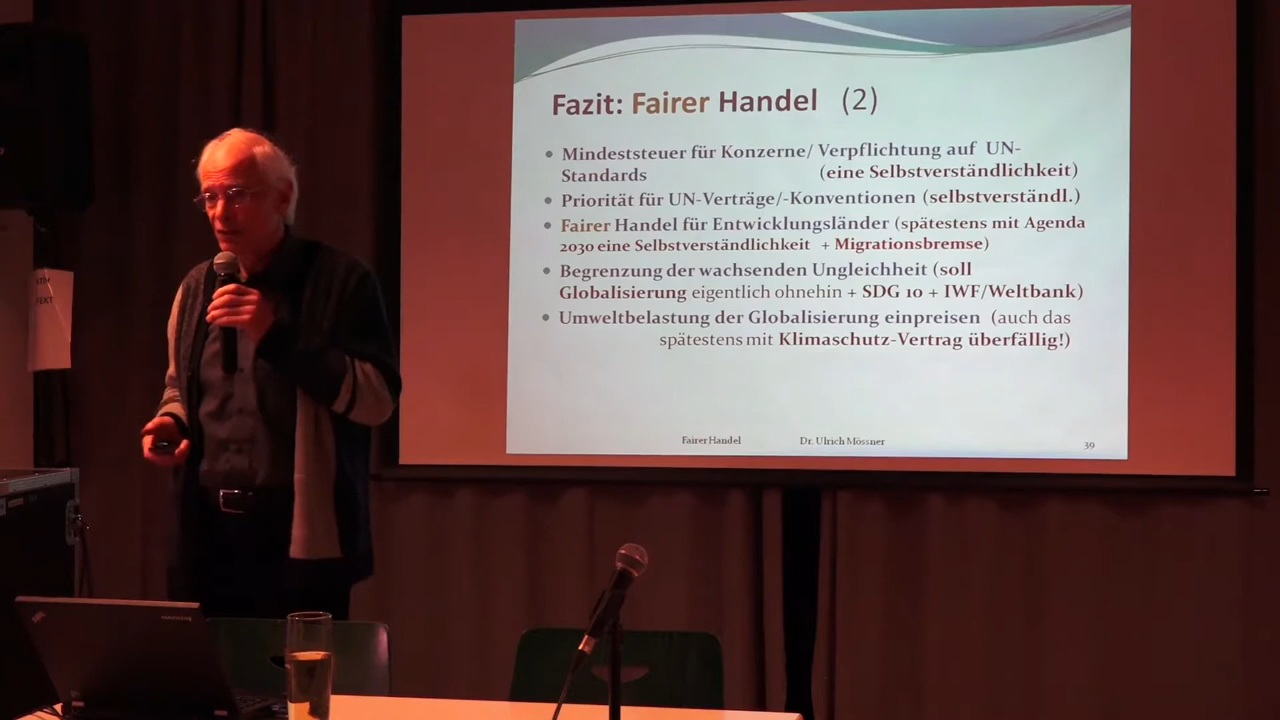 Fazit: Fairer Handel (2)
Mindeststeuer für Konzerne/ Verpflichtung auf UN-
Standards (eine Selbstverständlichkeit)
Priorität für UN-Verträge/-Konventionen (selbstverständl.)
Fairer Handel für Entwicklungsländer (spätestens mit Agenda
2030 eine Selbstverständlichkeit + Migrationsbremse)
Begrenzung der wachsenden Ungleichheit (soll
Globalisierung eigentlich ohnehin + SDG 10 + IWF/Weltbank)
Umweltbelastung der Globalisierung einpreisen (auch das
spätestens mit Klimaschutz-Vertrag überfällig!)
Fairer Handel Dr. Ulrich Mössner 39